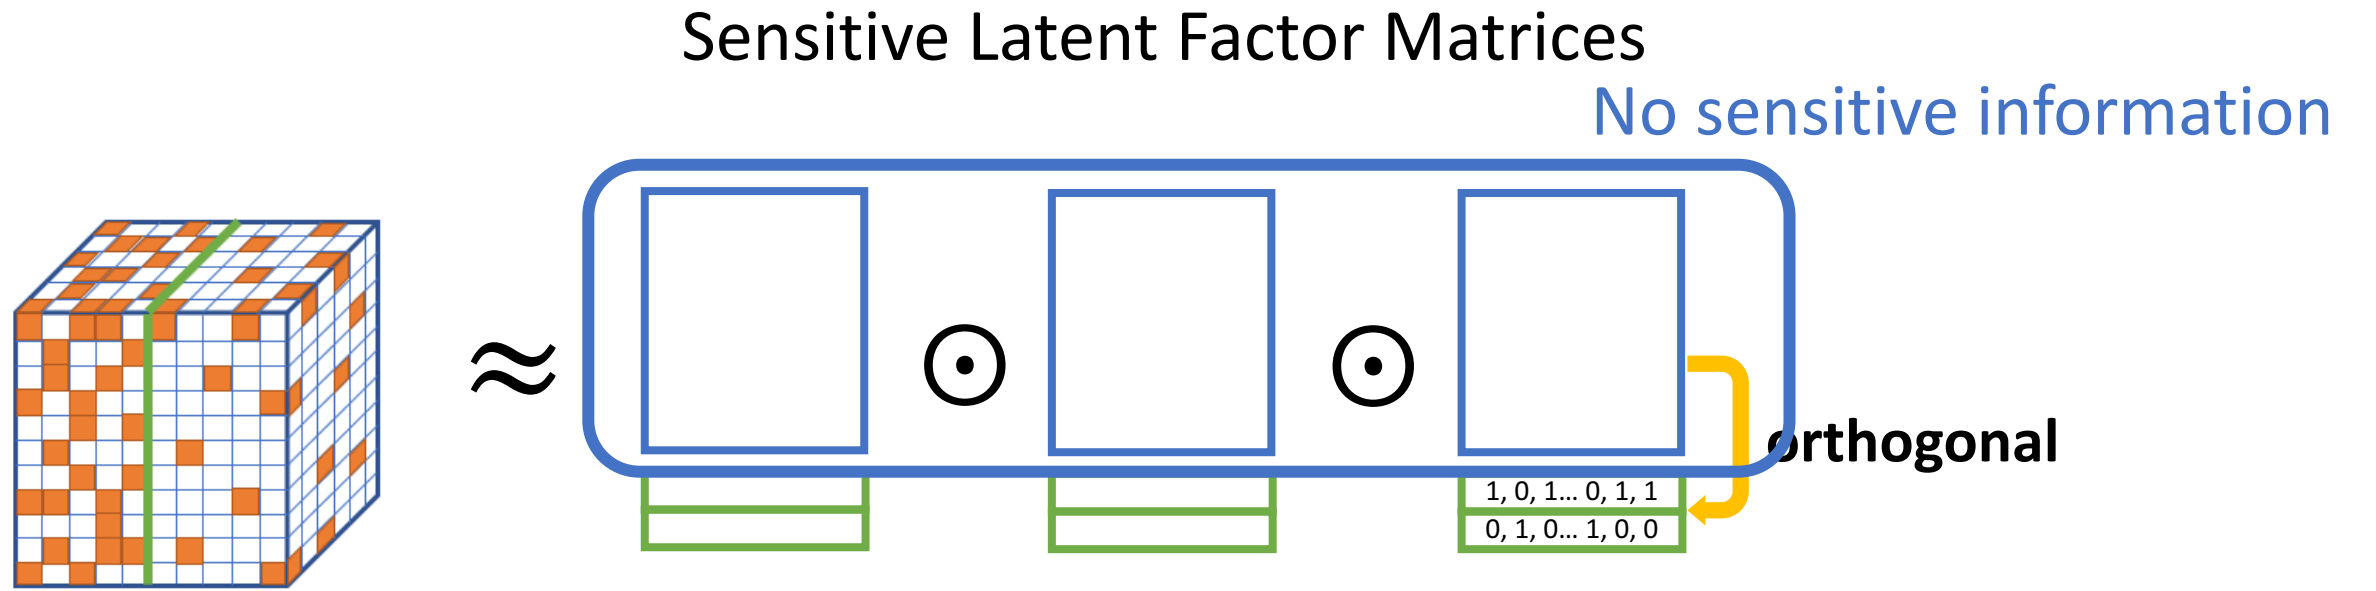 Sensitive Latent Factor Matrices
No sensitive information
≈
⊙ ⊙
orthogonal
1, 0, 1... 0, 1, 1
0, 1, 0... 1, 0, 0